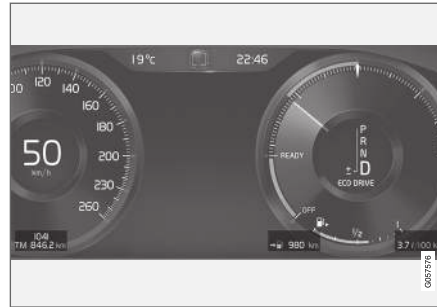 19°C 22:46
00 120 140
160
180
200
230
260
50
km/h
1041
TM 846.2 km
READY
OFF
P
R
N
± D
ECO DRIVE
1/2
1
980 km
3.7 /100 k
G057576